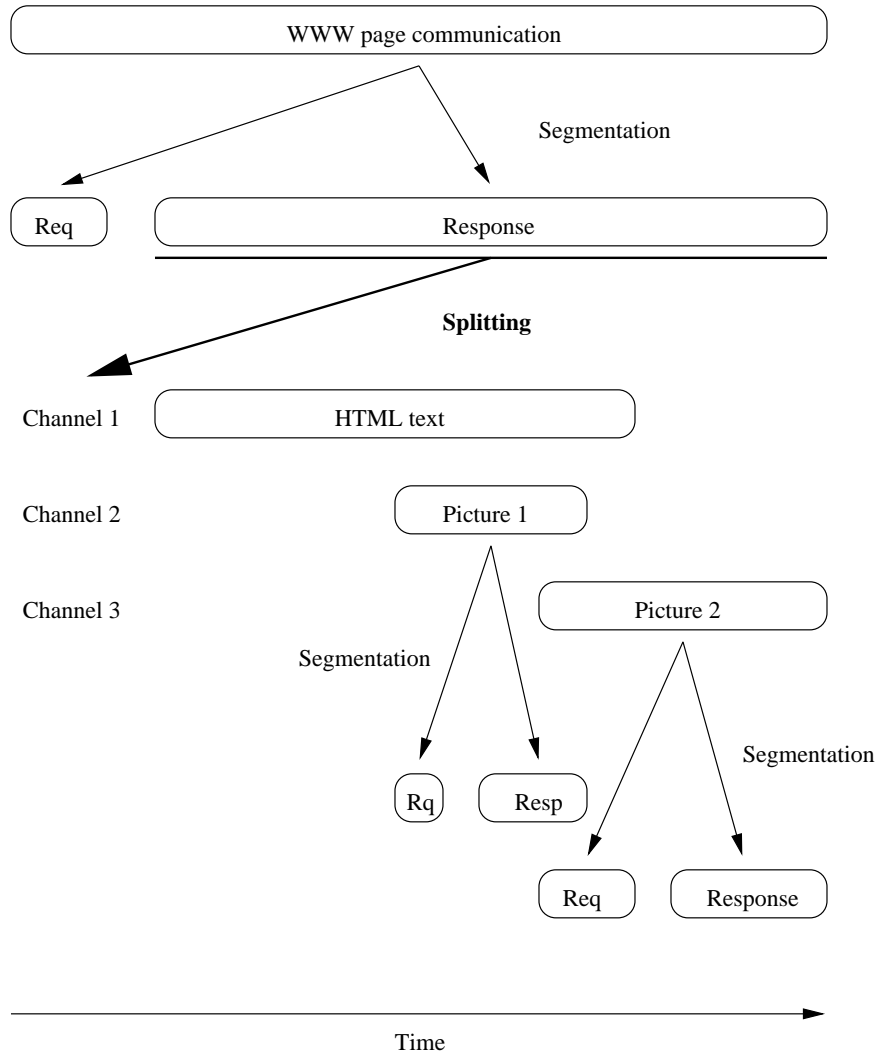 WWW page communication
Segmentation
Req
Response
Splitting
Channel 1
HTML text
Channel 2
Picture 1
Channel 3
Picture 2
Segmentation
Segmentation
Rq
Resp
Req
Response
Time